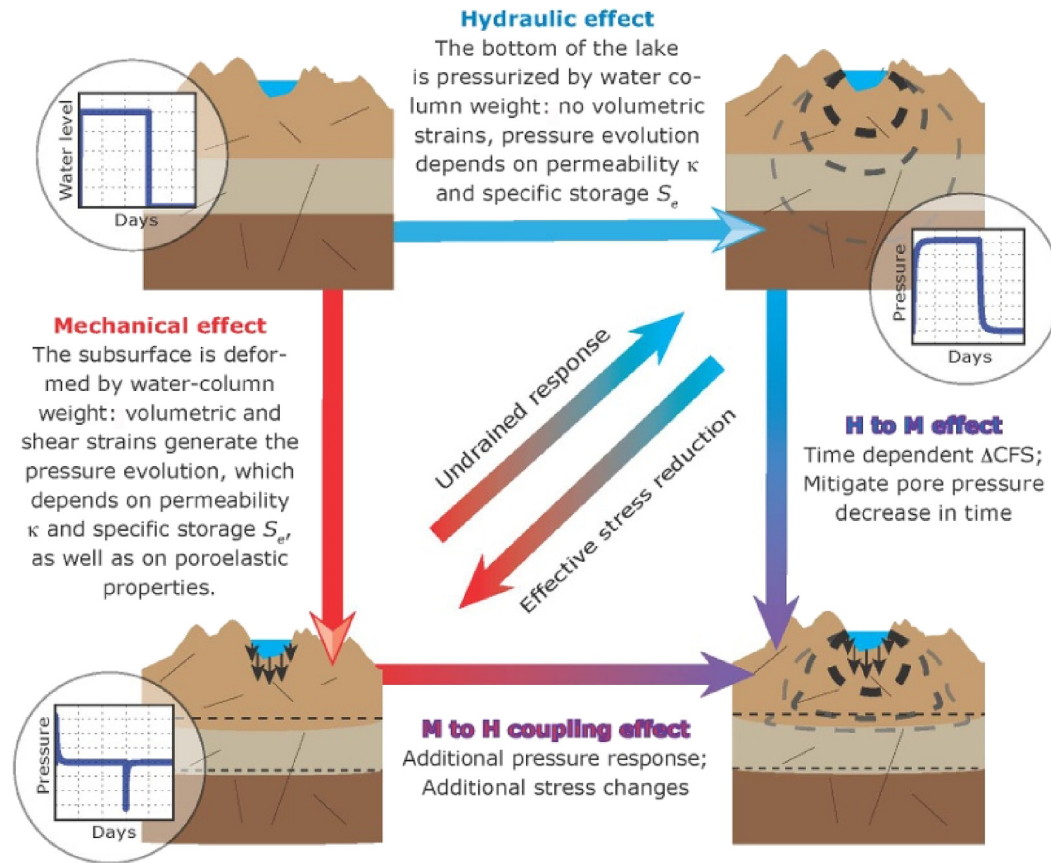 Hydraulic effect
The bottom of the lake
is pressurized by water co-
lumn weight: no volumetric
strains, pressure evolution
depends on permeability κ
and specific storage Sₑ
Water level
Days
Pressure
Days
Mechanical effect
The subsurface is defor-
med by water-column
weight: volumetric and
shear strains generate the
pressure evolution, which
depends on permeability
κ and specific storage Sₑ,
as well as on poroelastic
properties.
Undrained response
Effective stress reduction
H to M effect
Time dependent ΔCFS;
Mitigate pore pressure
decrease in time
Pressure
Days
M to H coupling effect
Additional pressure response;
Additional stress changes